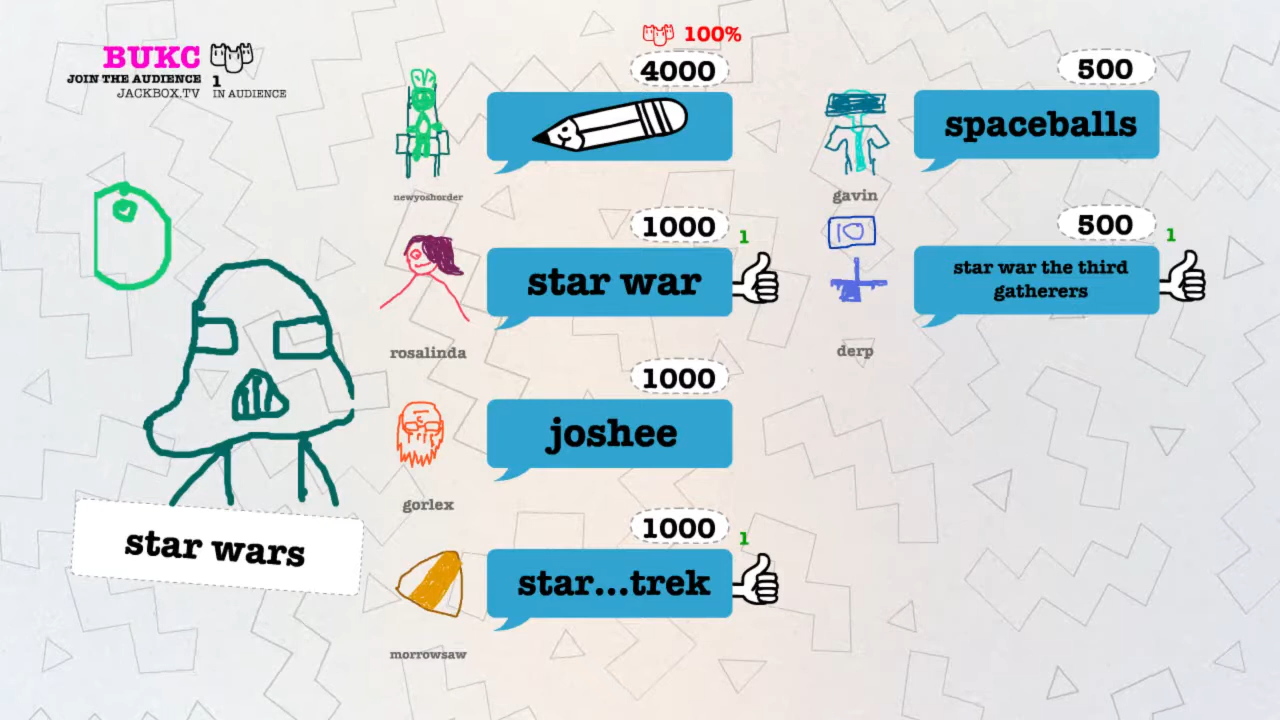 BUKC
JOIN THE AUDIENCE
JACKBOX.TV
1
IN AUDIENCE
star wars
100%
4000
newyoshorder
1000
1
star war
rosalinda
1000
joshee
gorlex
1000
1
star...trek
morrowsaw
500
spaceballs
gavin
500
1
star war the third
gatherers
derp